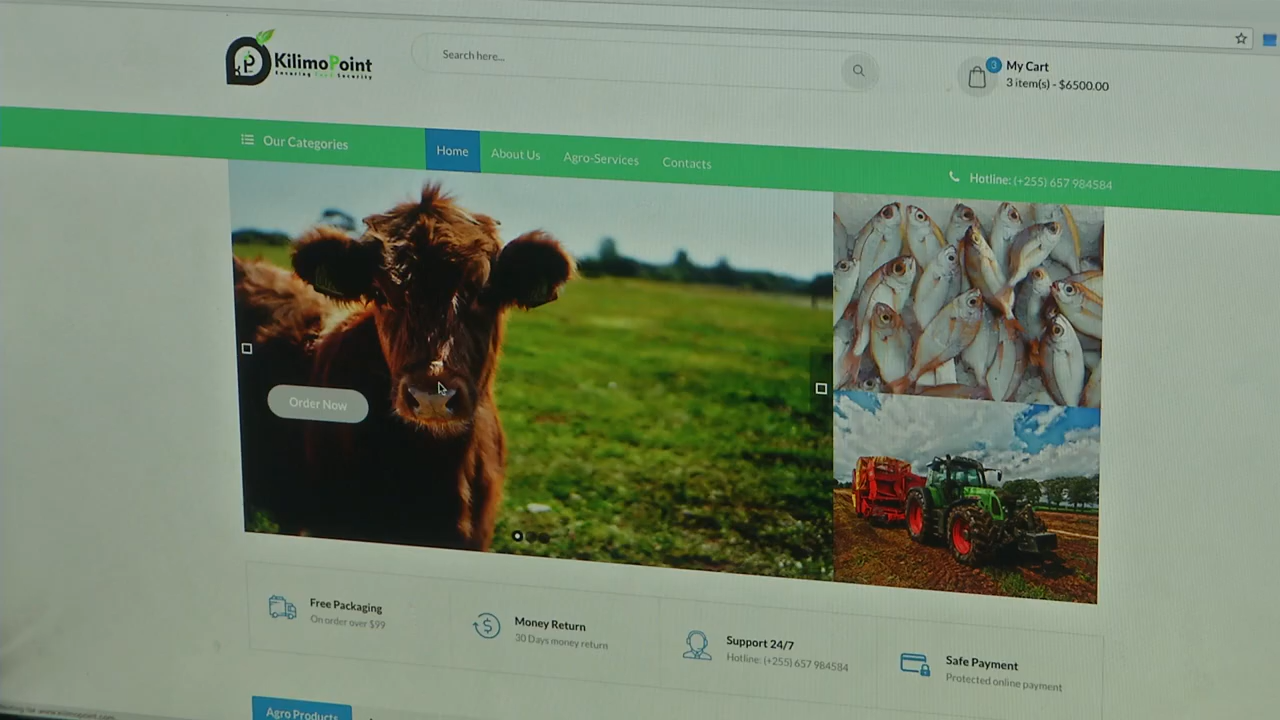 KilimoPoint
Securing Food Security
Search here...
3
My Cart
3 item(s) - $6500.00
Our Categories
Home
About Us
Agro-Services
Contacts
Hotline: (+255) 657 984584
Order Now
Free Packaging
On order over $99
Money Return
30 Days money return
Support 24/7
Hotline: (+255) 657 984584
Safe Payment
Protected online payment
Agro Products